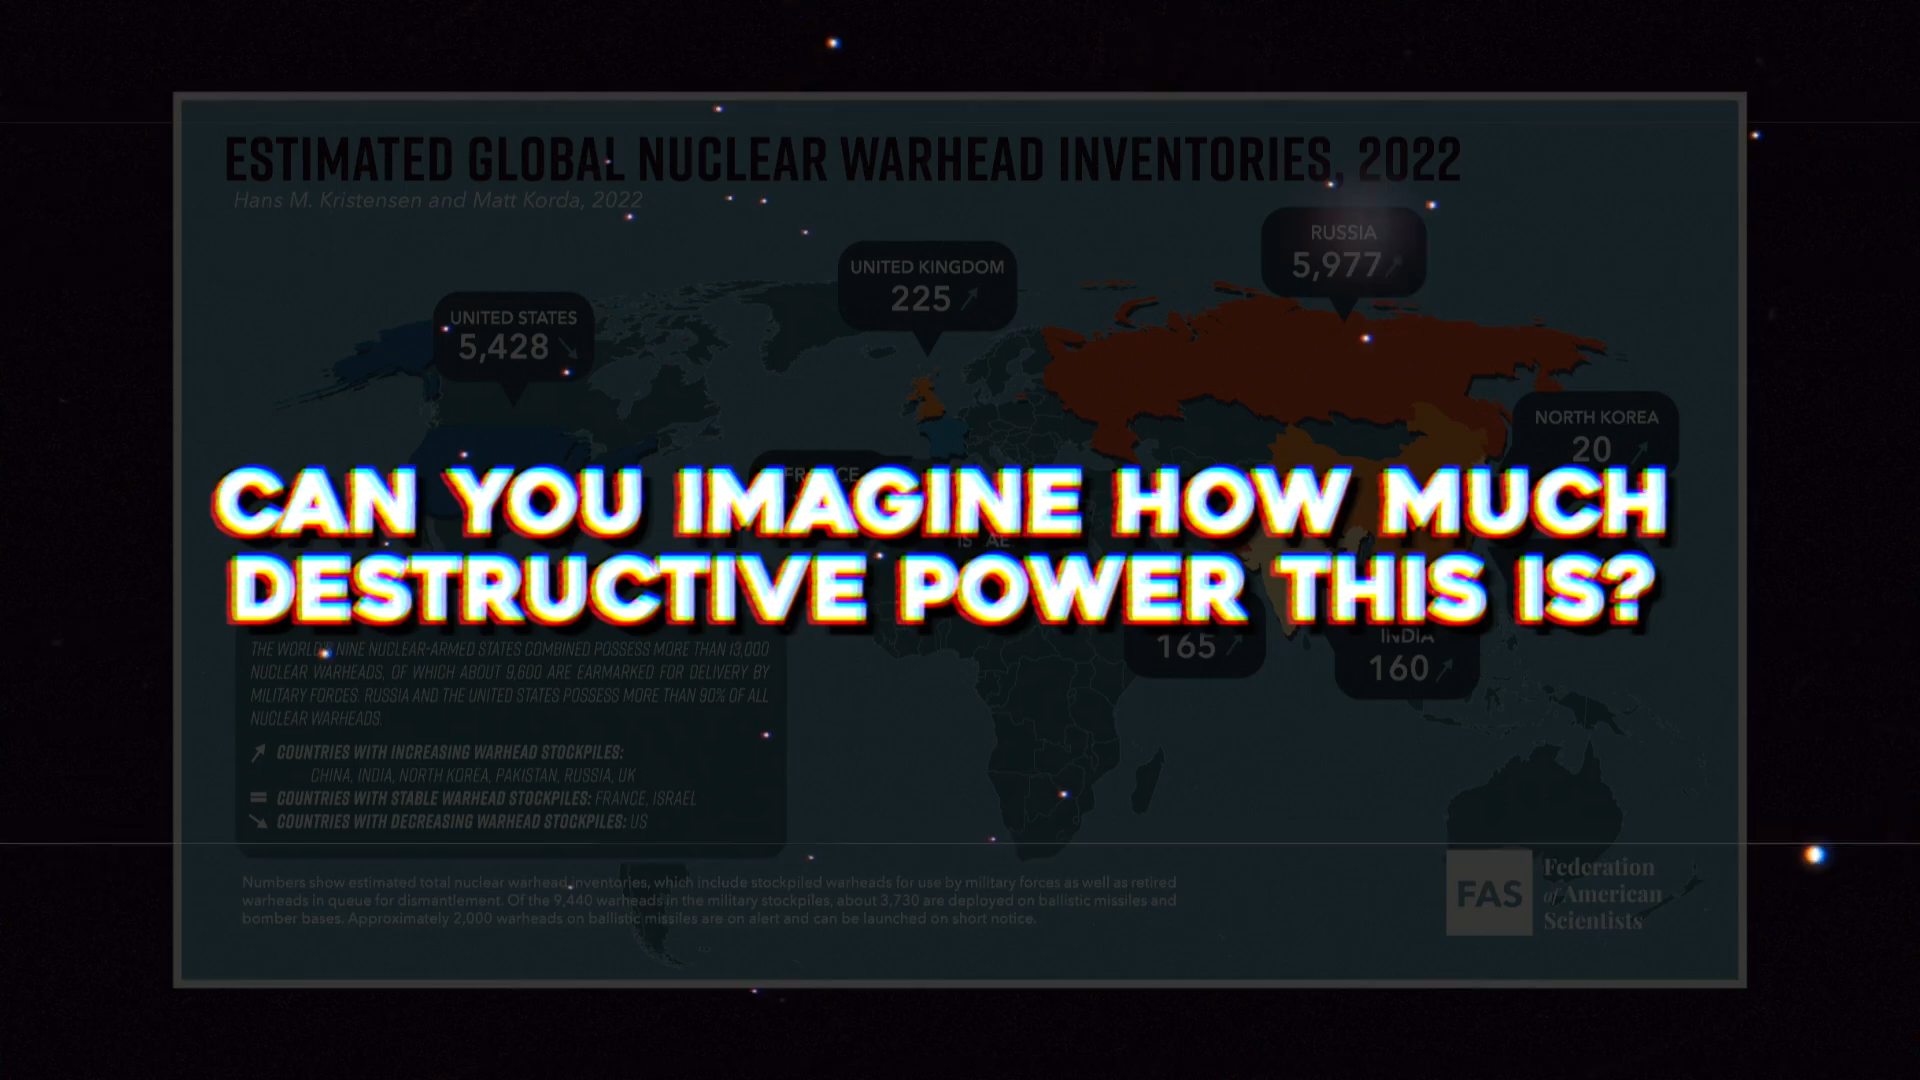 ESTIMATED GLOBAL NUCLEAR WARHEAD INVENTORIES, 2022
Hans M. Kristensen and Matt Korda, 2022
RUSSIA
5,977
UNITED KINGDOM
225
UNITED STATES
5,428
NORTH KOREA
20
CAN YOU IMAGINE HOW MUCH
DESTRUCTIVE POWER THIS IS?
165
INDIA
160
THE WORLD'S NINE NUCLEAR-ARMED STATES COMBINED POSSESS MORE THAN 13,000
NUCLEAR WARHEADS, OF WHICH ABOUT 9,600 ARE EARMARKED FOR DELIVERY BY
MILITARY FORCES. RUSSIA AND THE UNITED STATES POSSESS MORE THAN 90% OF ALL
NUCLEAR WARHEADS.
COUNTRIES WITH INCREASING WARHEAD STOCKPILES:
CHINA, INDIA, NORTH KOREA, PAKISTAN, RUSSIA, UK
COUNTRIES WITH STABLE WARHEAD STOCKPILES: FRANCE, ISRAEL
COUNTRIES WITH DECREASING WARHEAD STOCKPILES: US
Numbers show estimated total nuclear warhead inventories, which include stockpiled warheads for use by military forces as well as retired
warheads in queue for dismantlement. Of the 9,440 warheads in the military stockpiles, about 3,730 are deployed on ballistic missiles and
bomber bases. Approximately 2,000 warheads on ballistic missiles are on alert and can be launched on short notice.
FAS
Federation
of American
Scientists